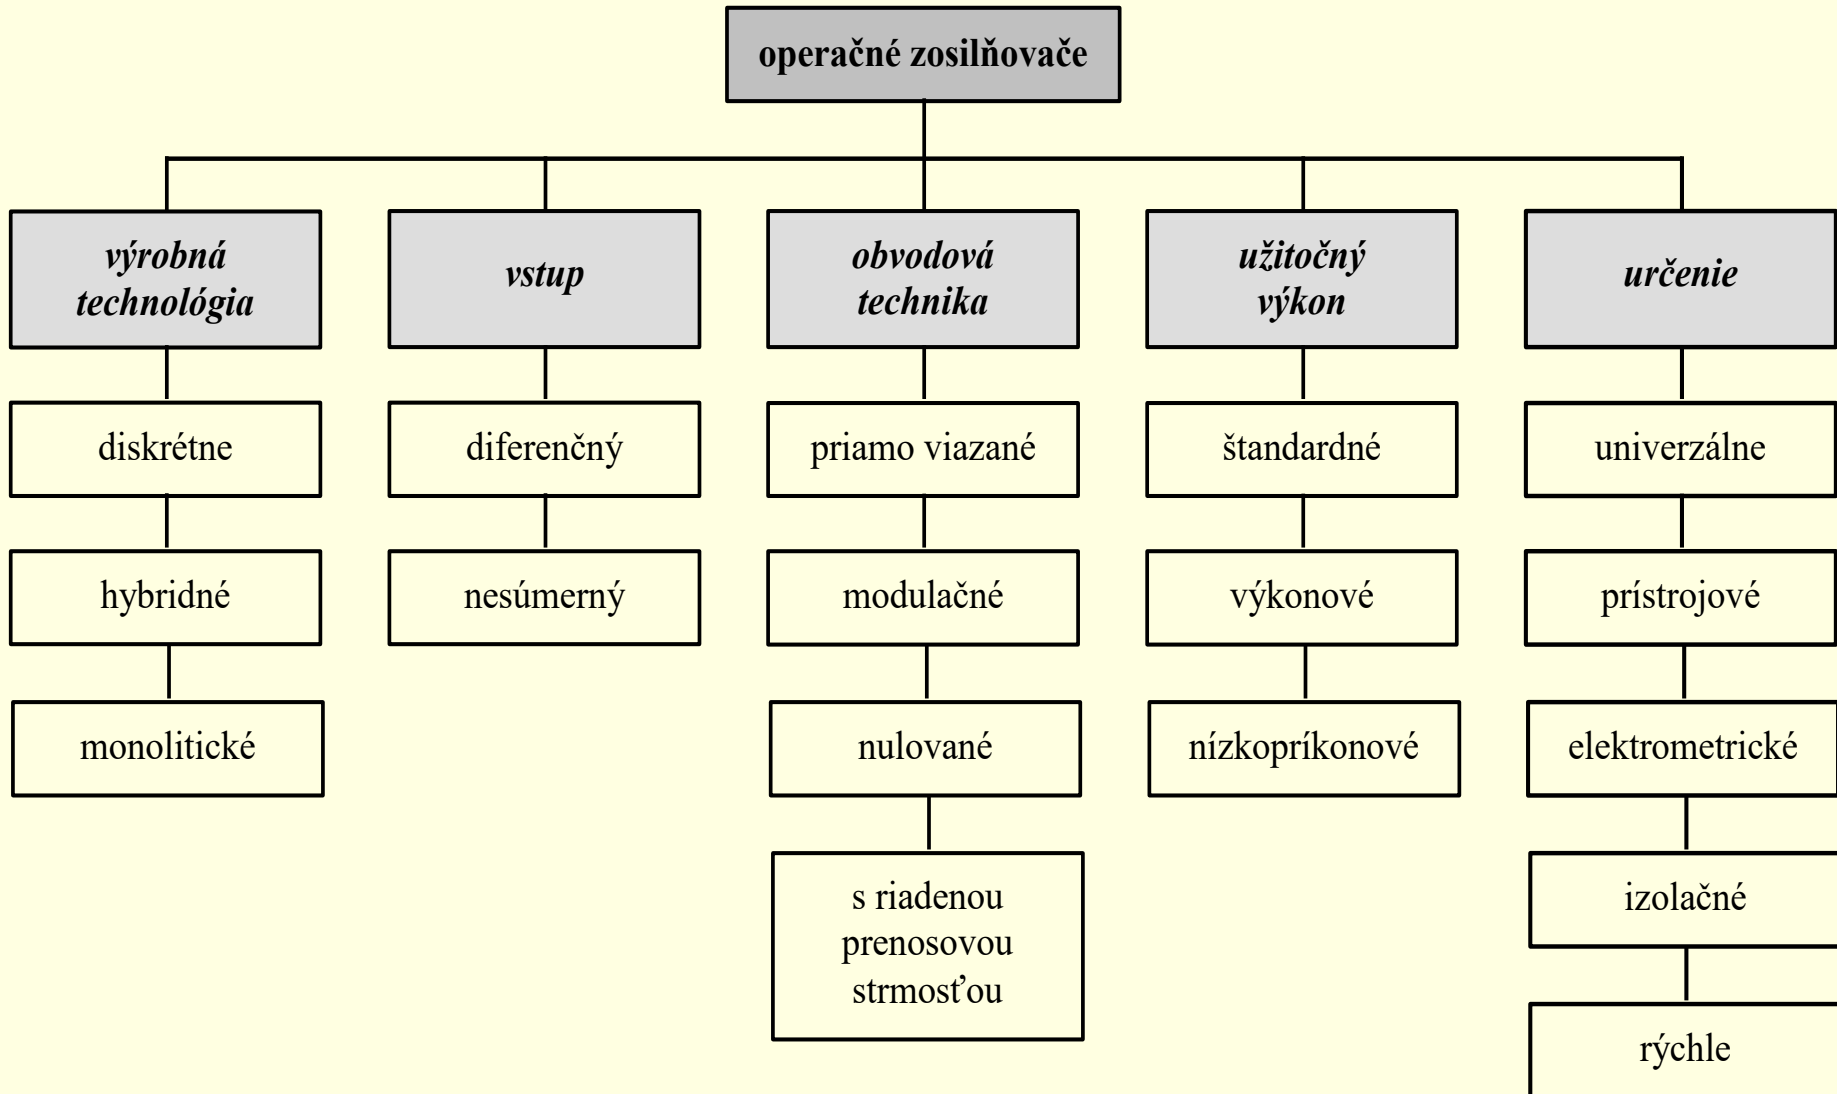 operačné zosilňovače
výrobná
technológia
vstup
obvodová
technika
užitočný
výkon
určenie
diskrétne
diferenčný
priamo viazané
štandardné
univerzálne
hybridné
nesúmerný
modulačné
výkonové
prístrojové
monolitické
nulované
nízkopríkonové
elektrometrické
s riadenou
prenosovou
strmosťou
izolačné
rýchle